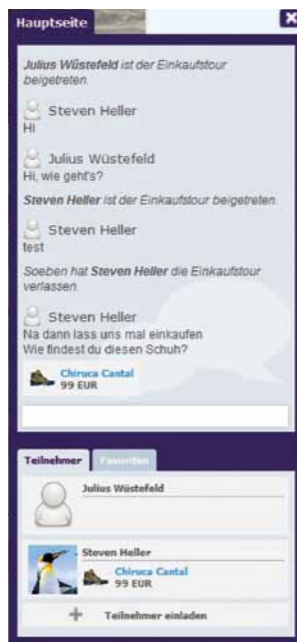 Hauptseite
Julius Wüstefeld ist der Einkaufstour
beigetreten.
Steven Heller
Hi
Julius Wüstefeld
Hi, wie geht's?
Steven Heller ist der Einkaufstour beigetreten.
Steven Heller
test
Soeben hat Steven Heller die Einkaufstour
verlassen.
Steven Heller
Na dann lass uns mal einkaufen
Wie findest du diesen Schuh?
Chiruca Cantal
99 EUR
Teilnehmer Favoriten
Julius Wüstefeld
Steven Heller
Chiruca Cantal
99 EUR
Teilnehmer einladen